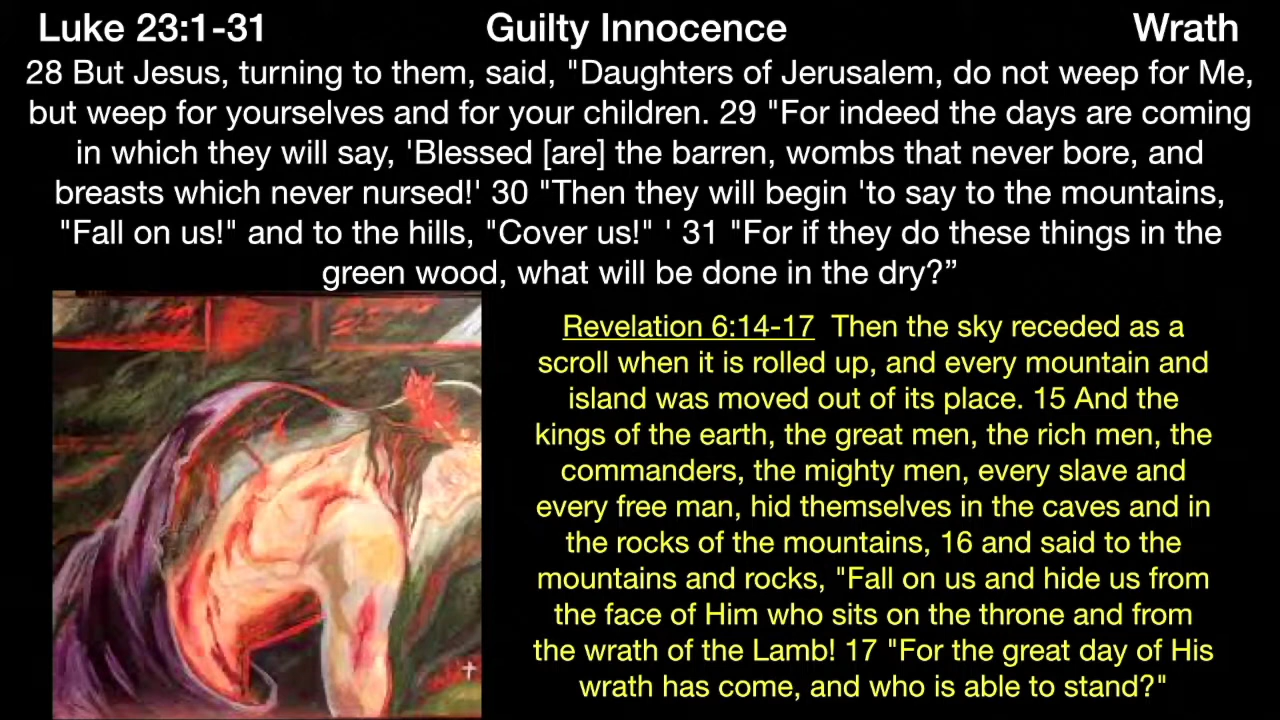 Luke 23:1-31 Guilty Innocence Wrath
28 But Jesus, turning to them, said, "Daughters of Jerusalem, do not weep for Me,
but weep for yourselves and for your children. 29 "For indeed the days are coming
in which they will say, 'Blessed [are] the barren, wombs that never bore, and
breasts which never nursed!' 30 "Then they will begin 'to say to the mountains,
"Fall on us!" and to the hills, "Cover us!" ' 31 "For if they do these things in the
green wood, what will be done in the dry?”
Revelation 6:14-17 Then the sky receded as a
scroll when it is rolled up, and every mountain and
island was moved out of its place. 15 And the
kings of the earth, the great men, the rich men, the
commanders, the mighty men, every slave and
every free man, hid themselves in the caves and in
the rocks of the mountains, 16 and said to the
mountains and rocks, "Fall on us and hide us from
the face of Him who sits on the throne and from
the wrath of the Lamb! 17 "For the great day of His
wrath has come, and who is able to stand?"